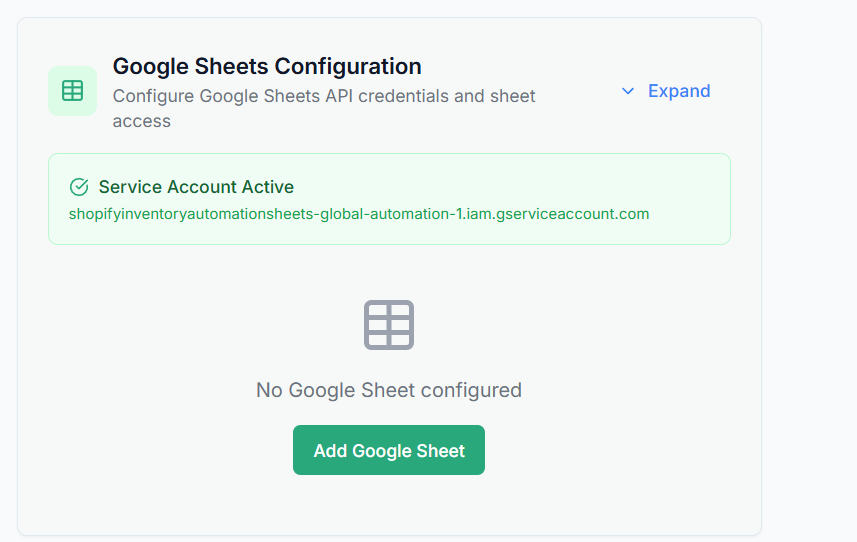 Google Sheets Configuration
Configure Google Sheets API credentials and sheet
access
Expand
Service Account Active
shopifyinventoryautomationsheets-global-automation-1.iam.gserviceaccount.com
No Google Sheet configured
Add Google Sheet